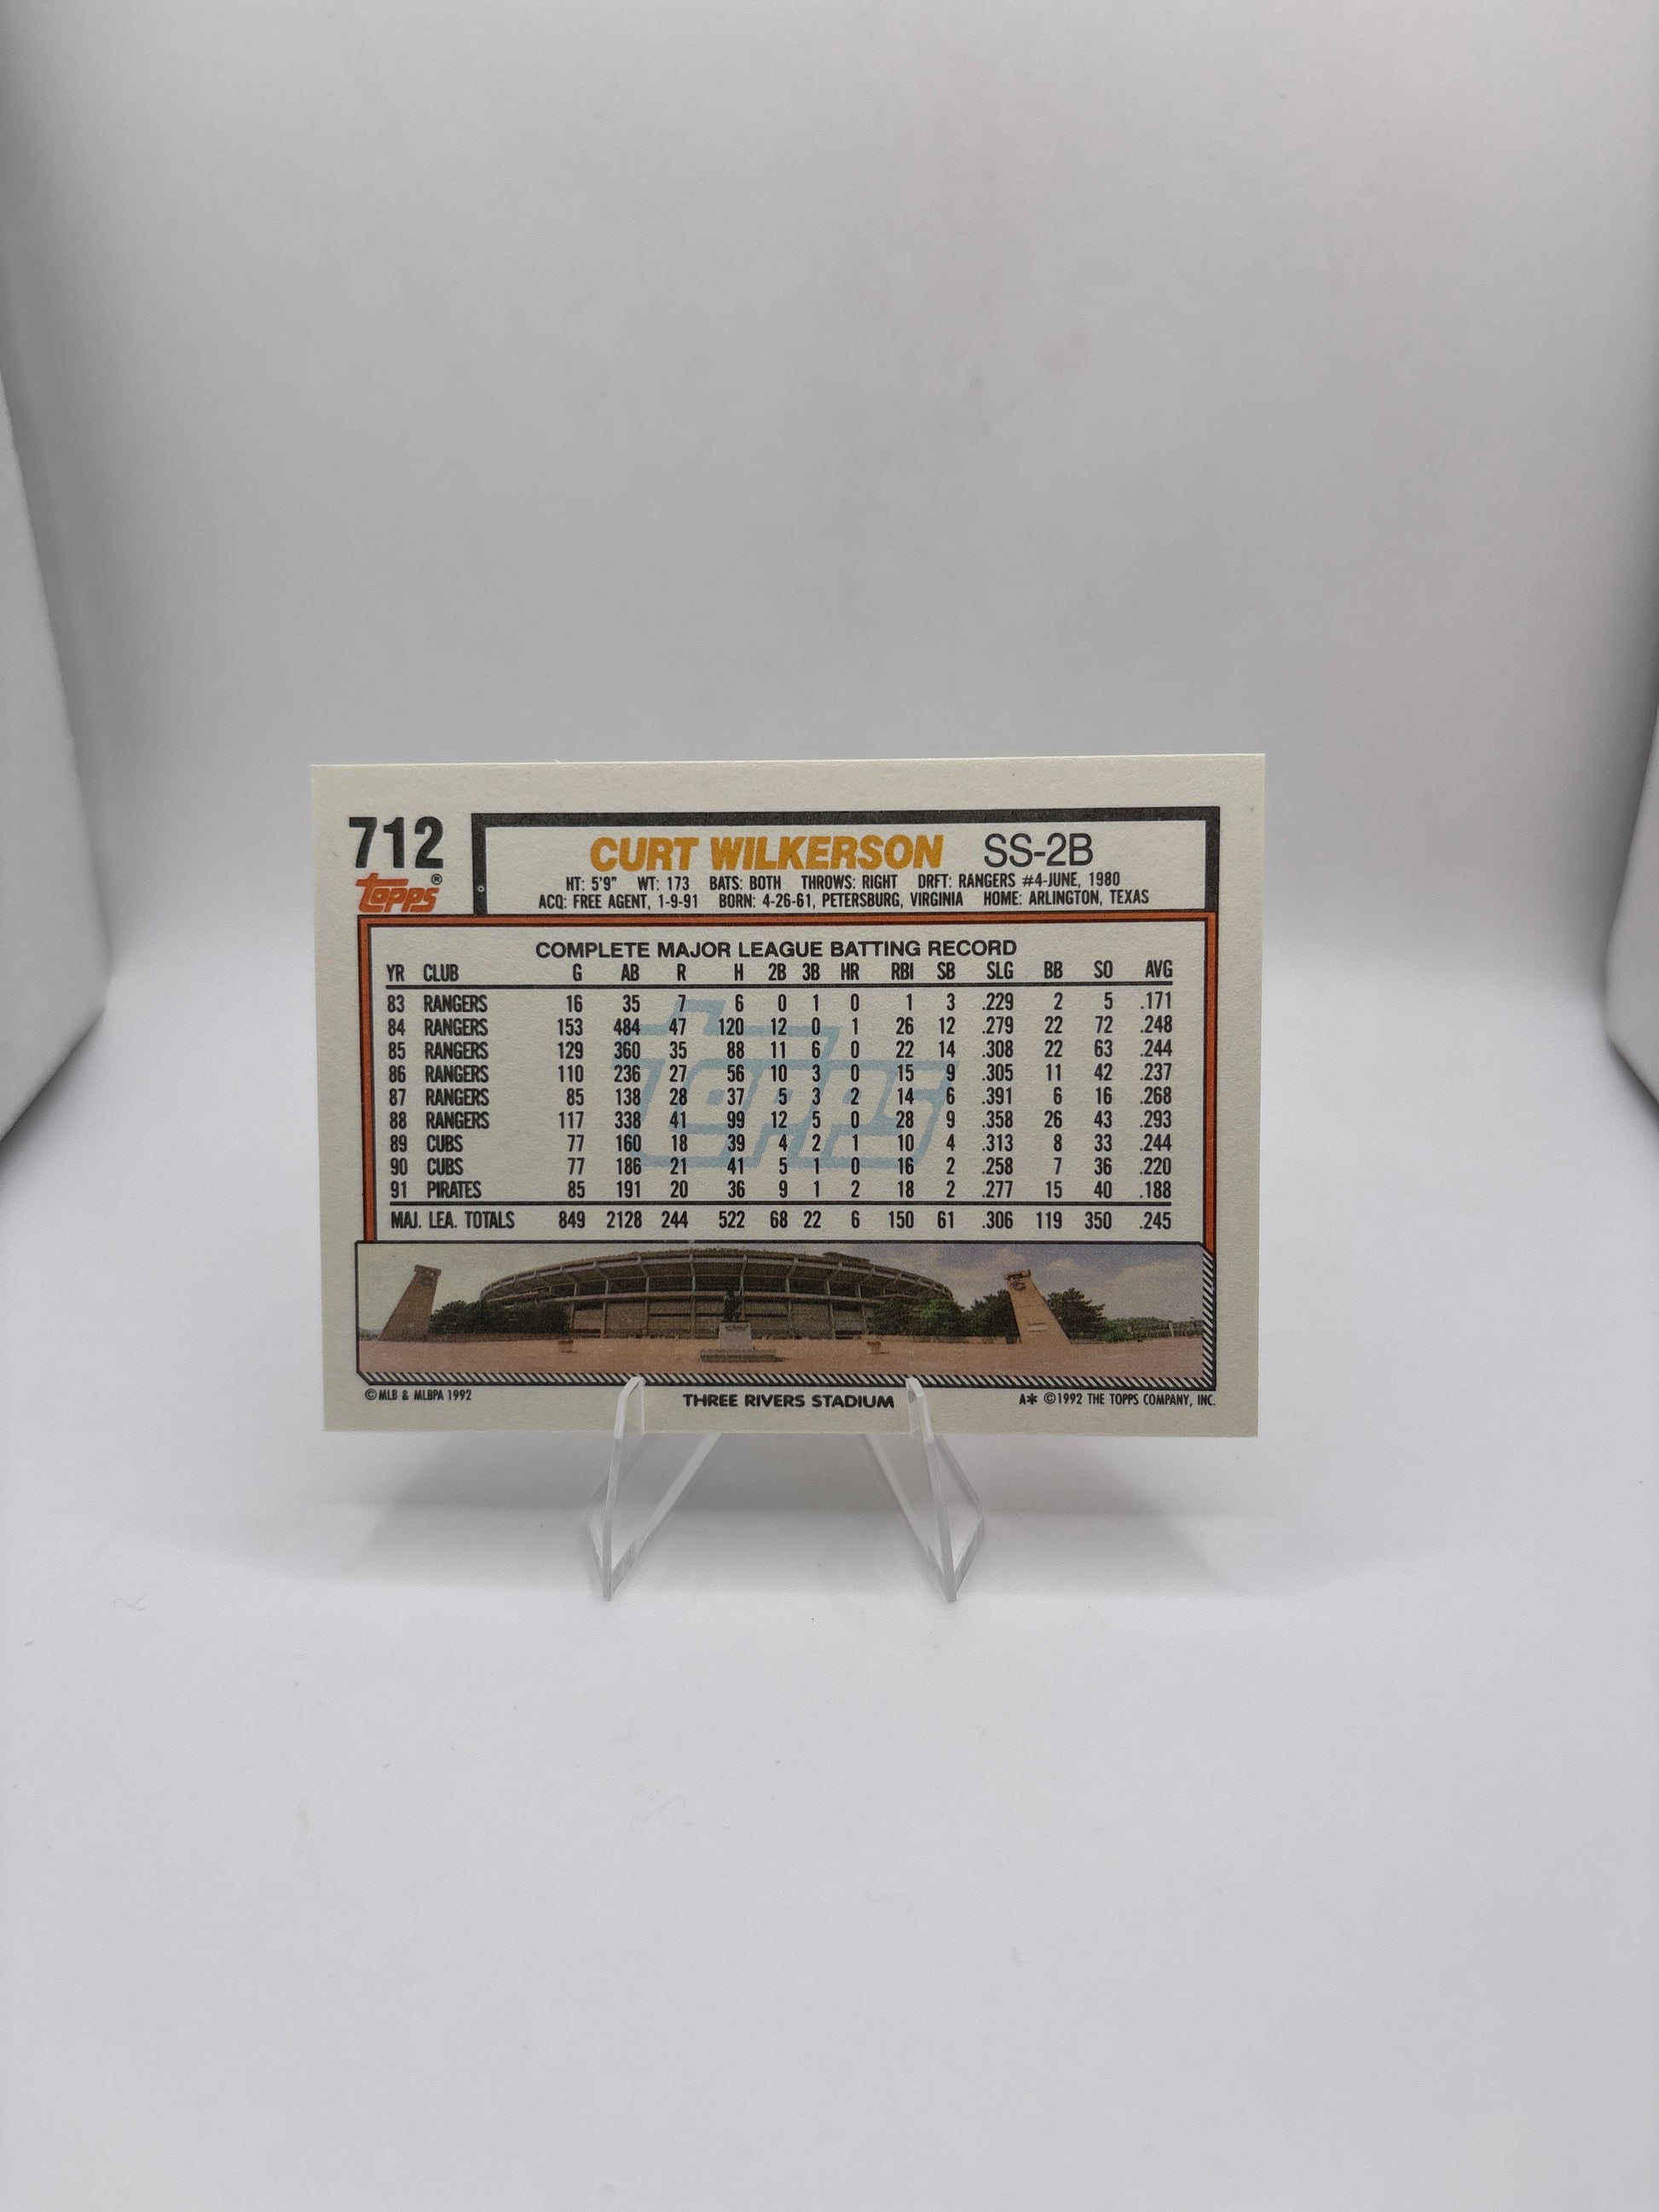 712
topps®
CURT WILKERSON SS-2B
HT: 5'9" WT: 173 BATS: BOTH THROWS: RIGHT DRFT: RANGERS #4-JUNE, 1980
ACQ: FREE AGENT, 1-9-91 BORN: 4-26-61, PETERSBURG, VIRGINIA HOME: ARLINGTON, TEXAS
COMPLETE MAJOR LEAGUE BATTING RECORD
YR CLUB G AB R H 2B 3B HR RBI SB SLG BB SO AVG
83 RANGERS 16 35 7 6 0 1 0 1 3 .229 2 5 .171
84 RANGERS 153 484 47 120 12 0 1 26 12 .279 22 72 .248
85 RANGERS 129 360 35 88 11 6 0 22 14 .308 22 63 .244
86 RANGERS 110 236 27 56 10 3 0 15 9 .305 11 42 .237
87 RANGERS 85 138 28 37 5 3 2 14 6 .391 6 16 .268
88 RANGERS 117 338 41 99 12 5 0 28 9 .358 26 43 .293
89 CUBS 77 160 18 39 4 2 1 10 4 .313 8 33 .244
90 CUBS 77 186 21 41 5 1 0 16 2 .258 7 36 .220
91 PIRATES 85 191 20 36 9 1 2 18 2 .277 15 40 .188
MAJ. LEA. TOTALS 849 2128 244 522 68 22 6 150 61 .306 119 350 .245
topps
©MLB & MLBPA 1992 THREE RIVERS STADIUM A* ©1992 THE TOPPS COMPANY, INC.